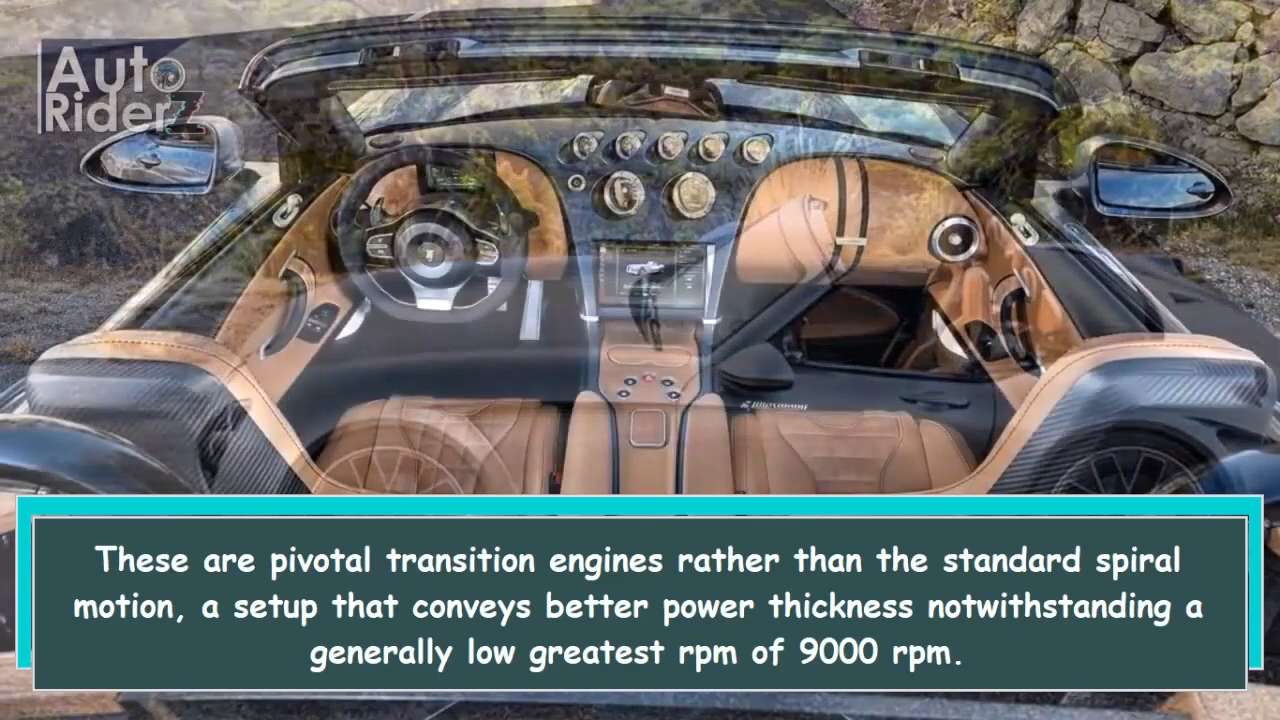 Auto
RiderZ
These are pivotal transition engines rather than the standard spiral
motion, a setup that conveys better power thickness notwithstanding a
generally low greatest rpm of 9000 rpm.